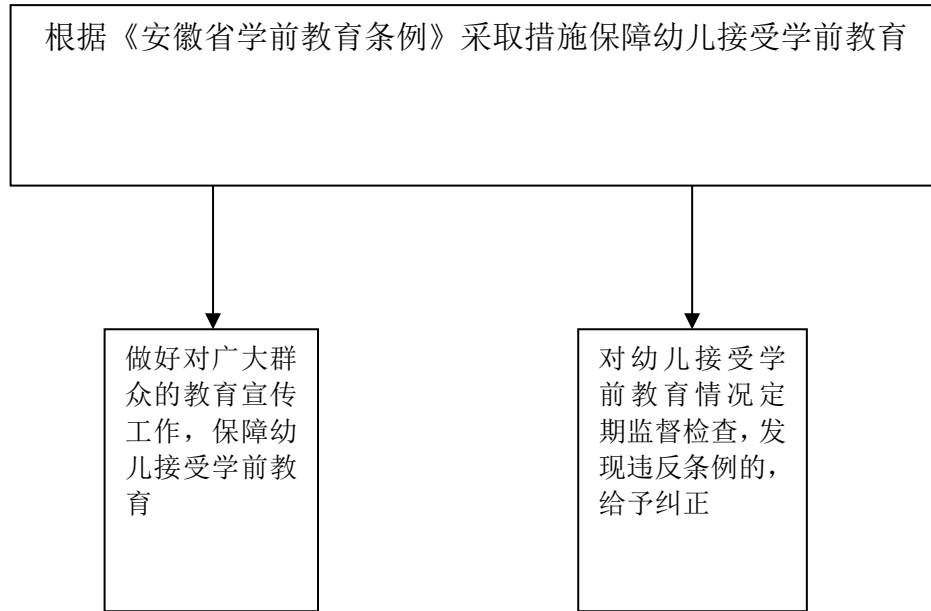 根据《安徽省学前教育条例》采取措施保障幼儿接受学前教育
做好对广大群
众的教育宣传
工作，保障幼
儿接受学前教
育
对幼儿接受学
前教育情况定
期监督检查，发
现违反条例的，
给予纠正